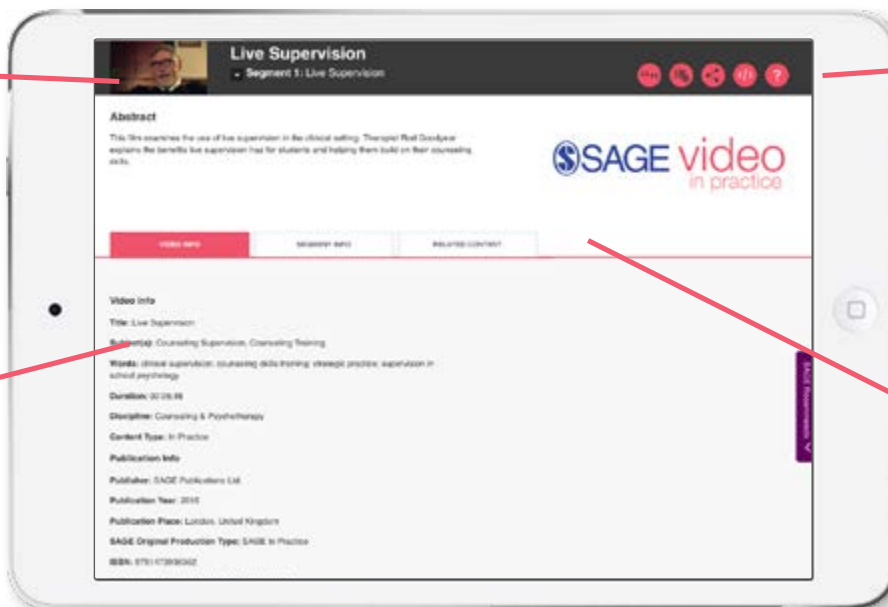 Live Supervision
Segment 1: Live Supervision
?
Abstract
This film examines the use of live supervision in the clinical setting. Therapist Rod Goodyear
explains the benefits live supervision has for students and helping them build on their counseling
skills.
SAGE video
in practice
VIDEO INFO
SEGMENT INFO
RELATED CONTENT
Video Info
Title: Live Supervision
Subject(s): Counseling Supervision, Counseling Training
Words: clinical supervision, counseling skills training, strategic practice, supervision in
school psychology
Duration:
Discipline: Counseling & Psychotherapy
Content Type: In Practice
Publication Info
Publisher: SAGE Publications Ltd
Publication Year:
Publication Place: London, United Kingdom
SAGE Original Production Type: SAGE In Practice
ISBN:
SAGE Recommends